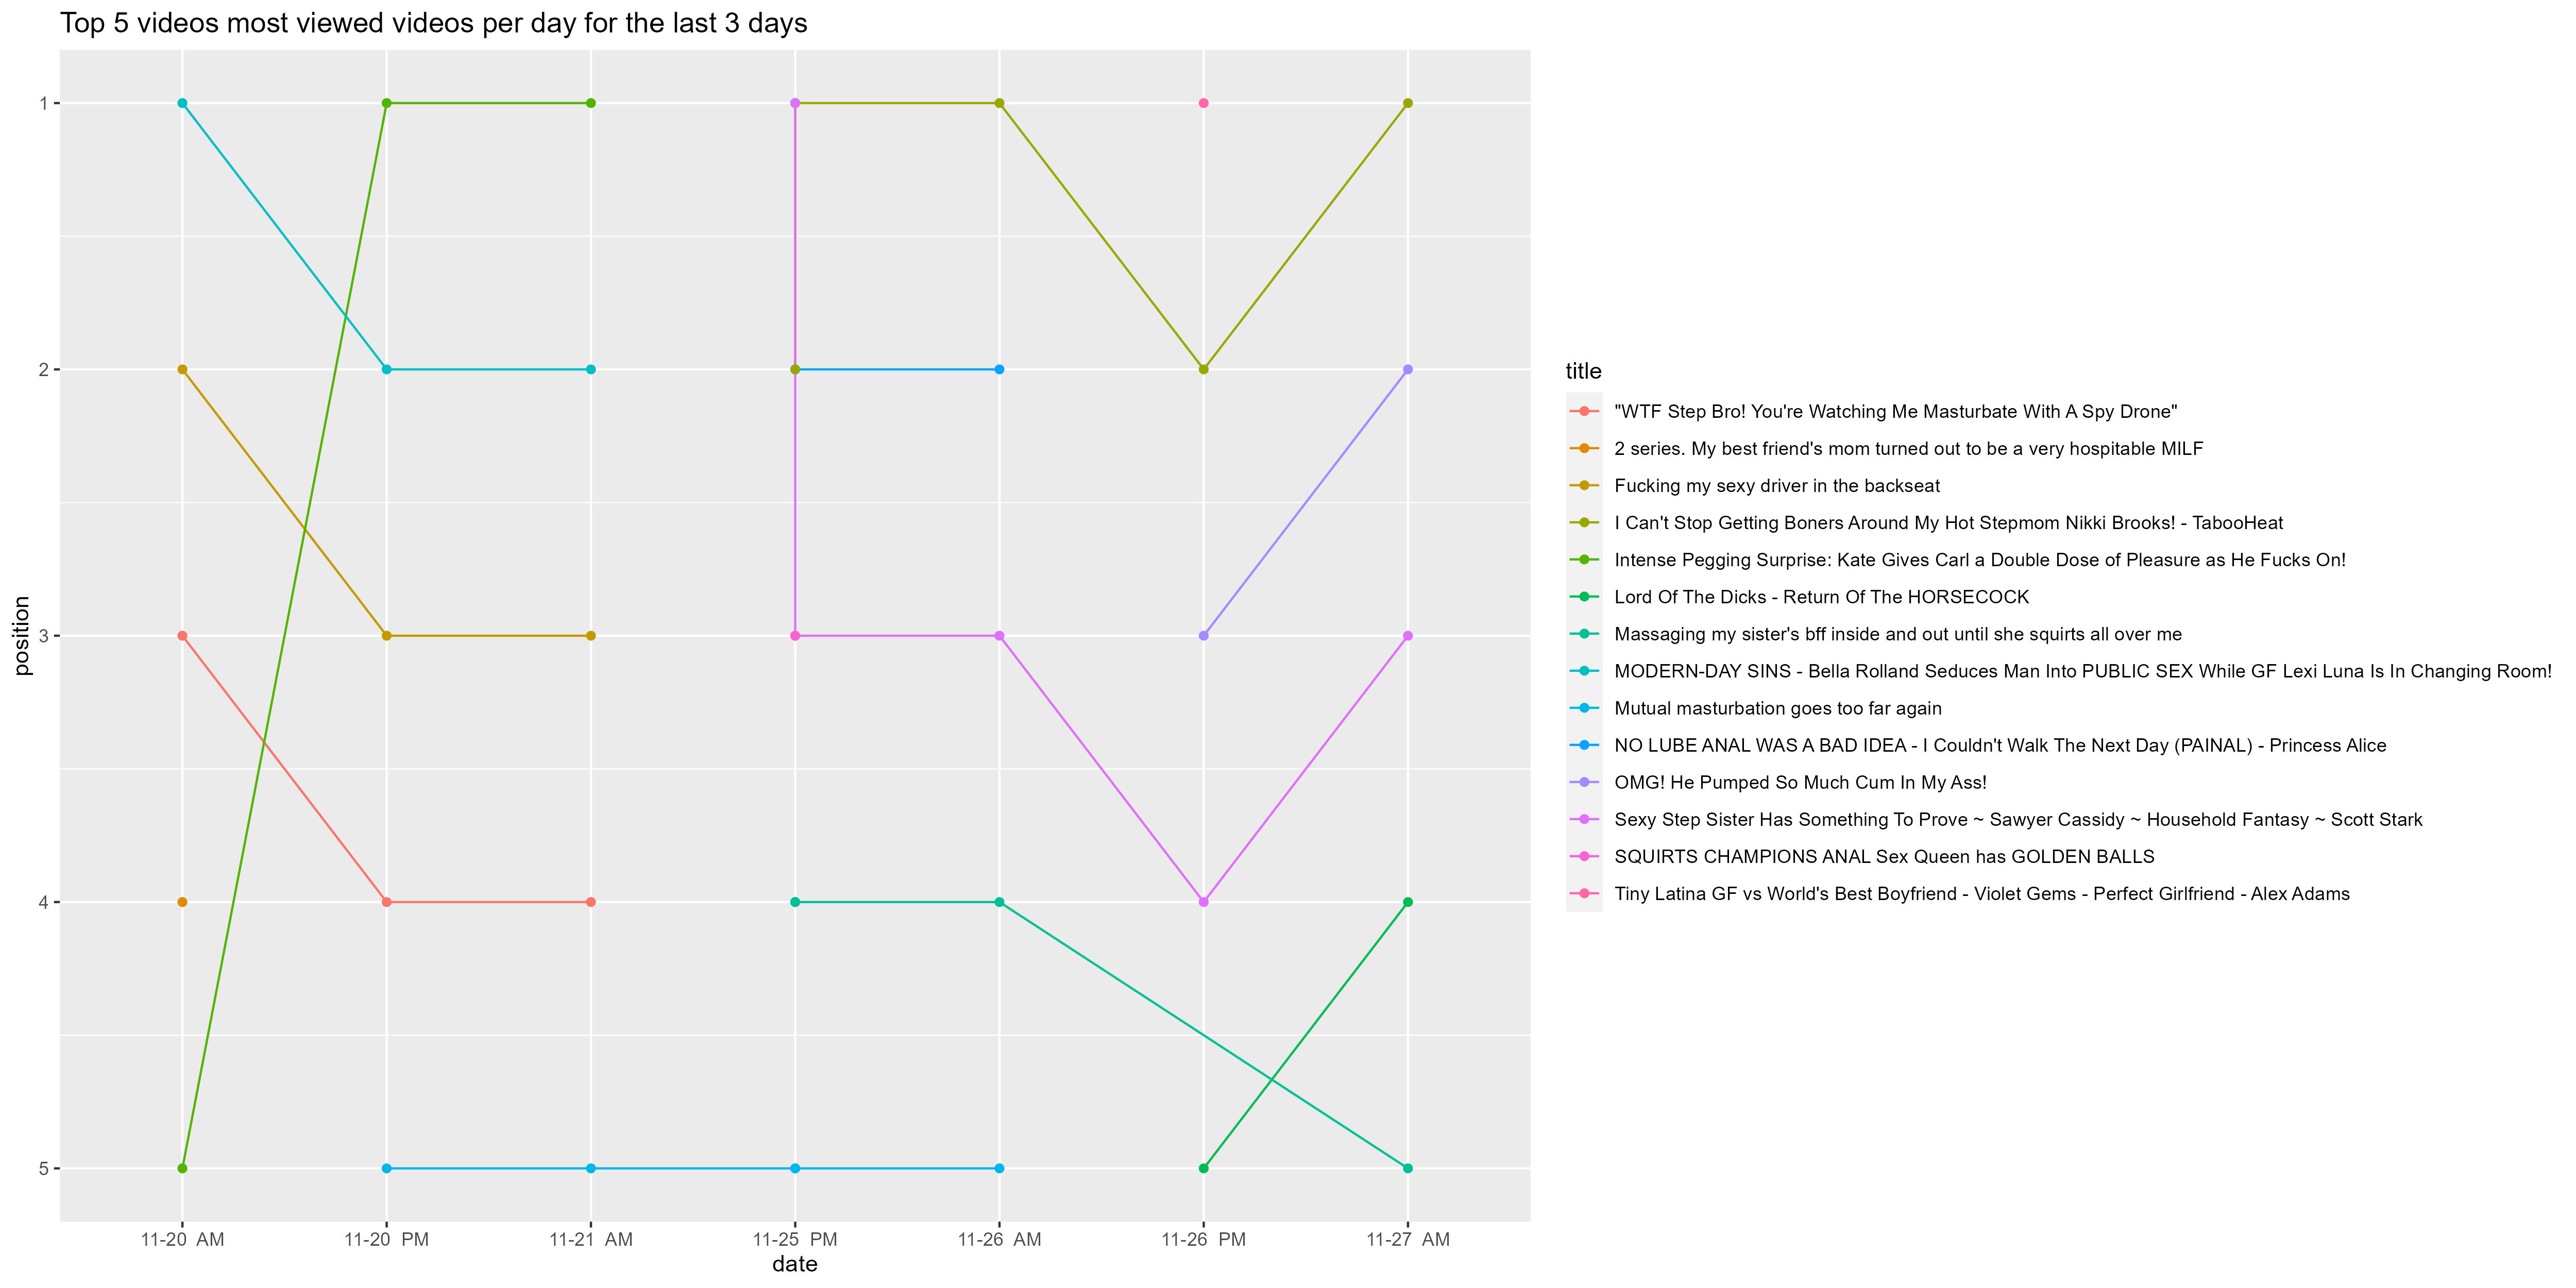 Top 5 videos most viewed videos per day for the last 3 days
position
1
2
3
4
5
11-20 AM
11-20 PM
11-21 AM
11-25 PM
11-26 AM
11-26 PM
11-27 AM
date
title
"WTF Step Bro! You're Watching Me Masturbate With A Spy Drone"
2 series. My best friend's mom turned out to be a very hospitable MILF
Fucking my sexy driver in the backseat
I Can't Stop Getting Boners Around My Hot Stepmom Nikki Brooks! - TabooHeat
Intense Pegging Surprise: Kate Gives Carl a Double Dose of Pleasure as He Fucks On!
Lord Of The Dicks - Return Of The HORSECOCK
Massaging my sister's bff inside and out until she squirts all over me
MODERN-DAY SINS - Bella Rolland Seduces Man Into PUBLIC SEX While GF Lexi Luna Is In Changing Room!
Mutual masturbation goes too far again
NO LUBE ANAL WAS A BAD IDEA - I Couldn't Walk The Next Day (PAINAL) - Princess Alice
OMG! He Pumped So Much Cum In My Ass!
Sexy Step Sister Has Something To Prove ~ Sawyer Cassidy ~ Household Fantasy ~ Scott Stark
SQUIRTS CHAMPIONS ANAL Sex Queen has GOLDEN BALLS
Tiny Latina GF vs World's Best Boyfriend - Violet Gems - Perfect Girlfriend - Alex Adams